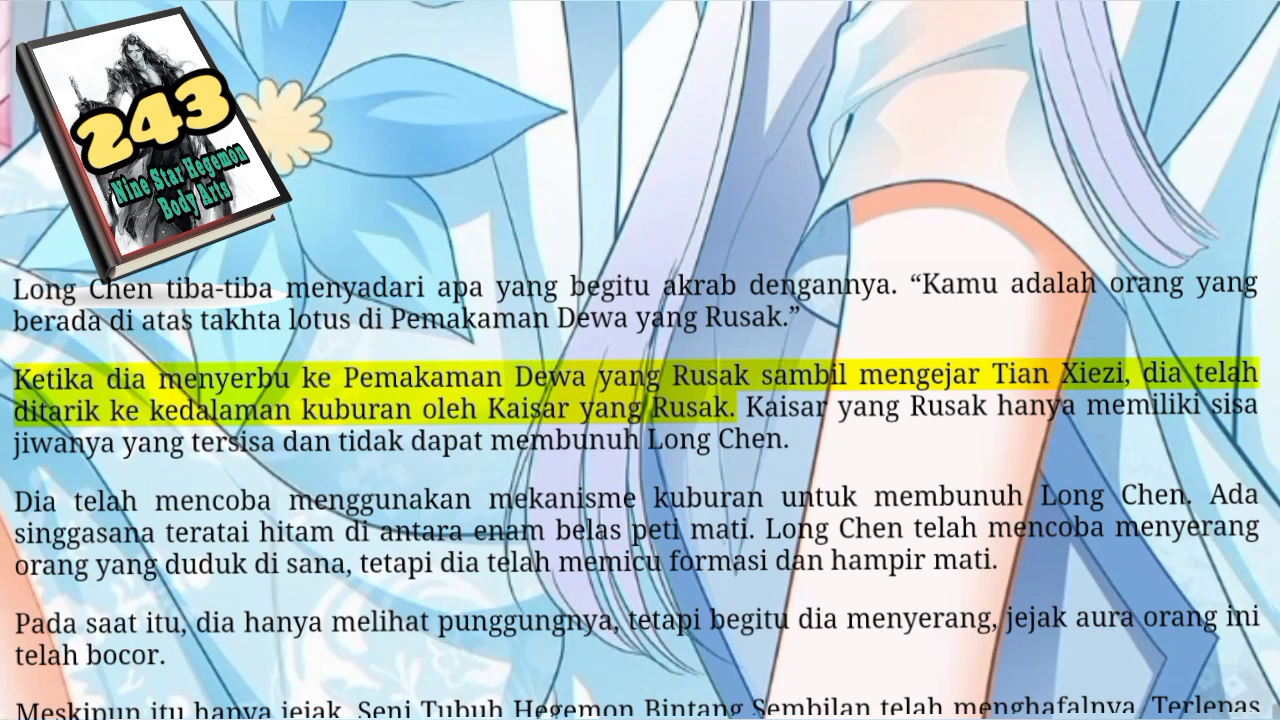 243
Nine Star Hegemon
Body Arts
Long Chen tiba-tiba menyadari apa yang begitu akrab dengannya. “Kamu adalah orang yang
berada di atas takhta lotus di Pemakaman Dewa yang Rusak.”
Ketika dia menyerbu ke Pemakaman Dewa yang Rusak sambil mengejar Tian Xiezi, dia telah
ditarik ke kedalaman kuburan oleh Kaisar yang Rusak. Kaisar yang Rusak hanya memiliki sisa
jiwanya yang tersisa dan tidak dapat membunuh Long Chen.
Dia telah mencoba menggunakan mekanisme kuburan untuk membunuh Long Chen. Ada
singgasana teratai hitam di antara enam belas peti mati. Long Chen telah mencoba menyerang
orang yang duduk di sana, tetapi dia telah memicu formasi dan hampir mati.
Pada saat itu, dia hanya melihat punggungnya, tetapi begitu dia menyerang, jejak aura orang ini
telah bocor.
Meskipun itu hanya jejak, Seni Tubuh Hegemon Bintang Sembilan telah menghafalnya. Terlepas